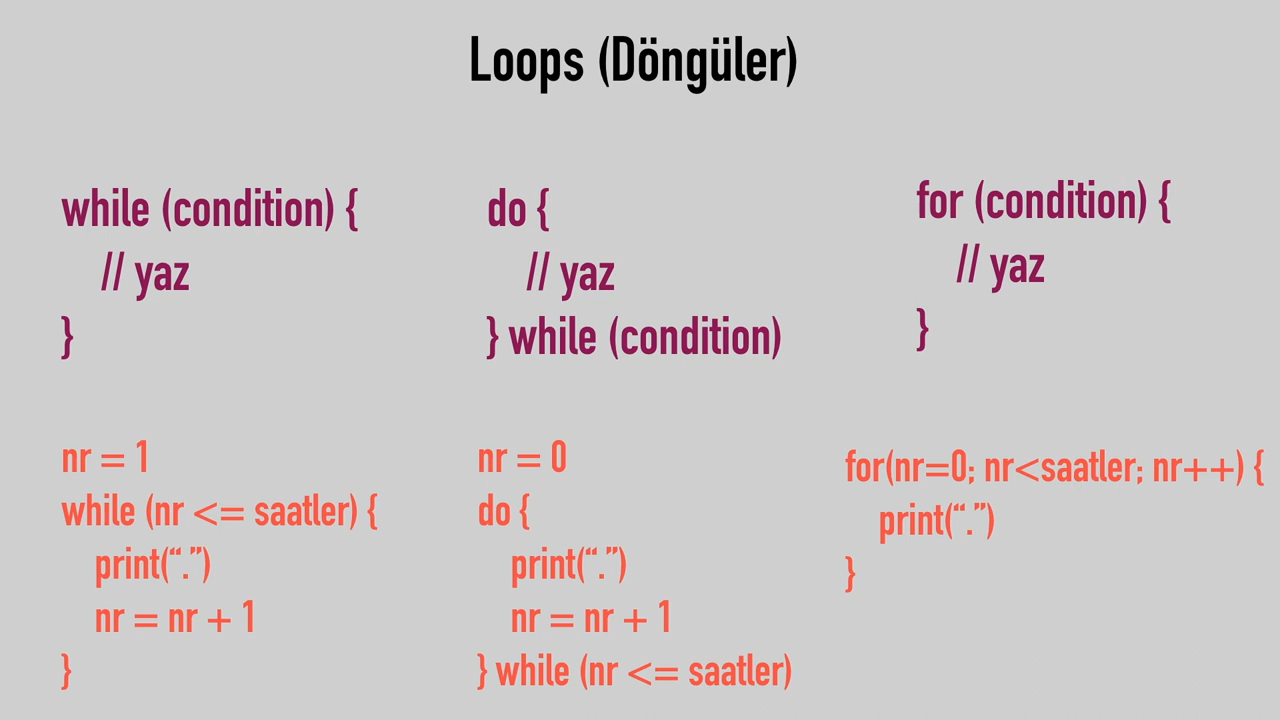 Loops (Döngüler)
while (condition) {
// yaz
}
do {
// yaz
} while (condition)
for (condition) {
// yaz
}
nr = 1
while (nr <= saatler) {
print(“.”)
nr = nr + 1
}
nr = 0
do {
print(“.”)
nr = nr + 1
} while (nr <= saatler)
for(nr=0; nr<saatler; nr++) {
print(“.”)
}